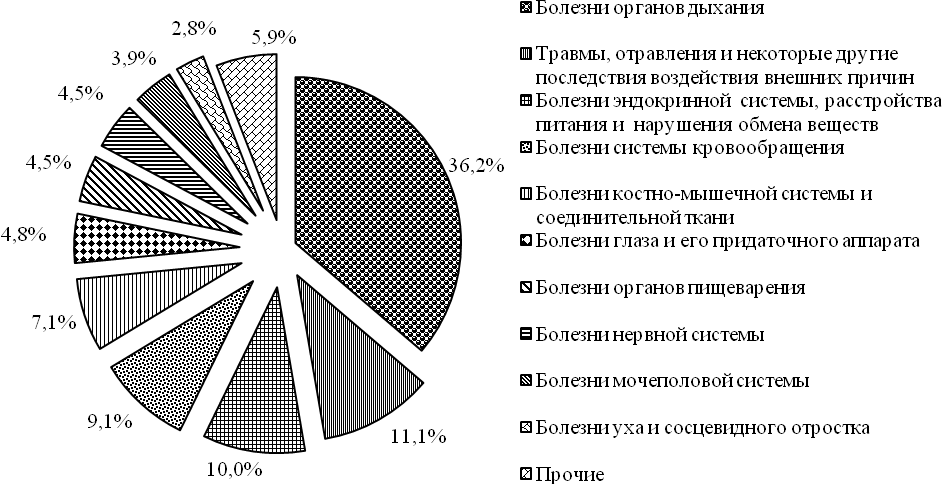 2,8%
5,9%
3,9%
4,5%
4,5%
4,8%
7,1%
9,1%
10,0%
11,1%
36,2%
Болезни органов дыхания
Травмы, отравления и некоторые другие
последствия воздействия внешних причин
Болезни эндокринной системы, расстройства
питания и нарушения обмена веществ
Болезни системы кровообращения
Болезни костно-мышечной системы и
соединительной ткани
Болезни глаза и его придаточного аппарата
Болезни органов пищеварения
Болезни нервной системы
Болезни мочеполовой системы
Болезни уха и сосцевидного отростка
Прочие